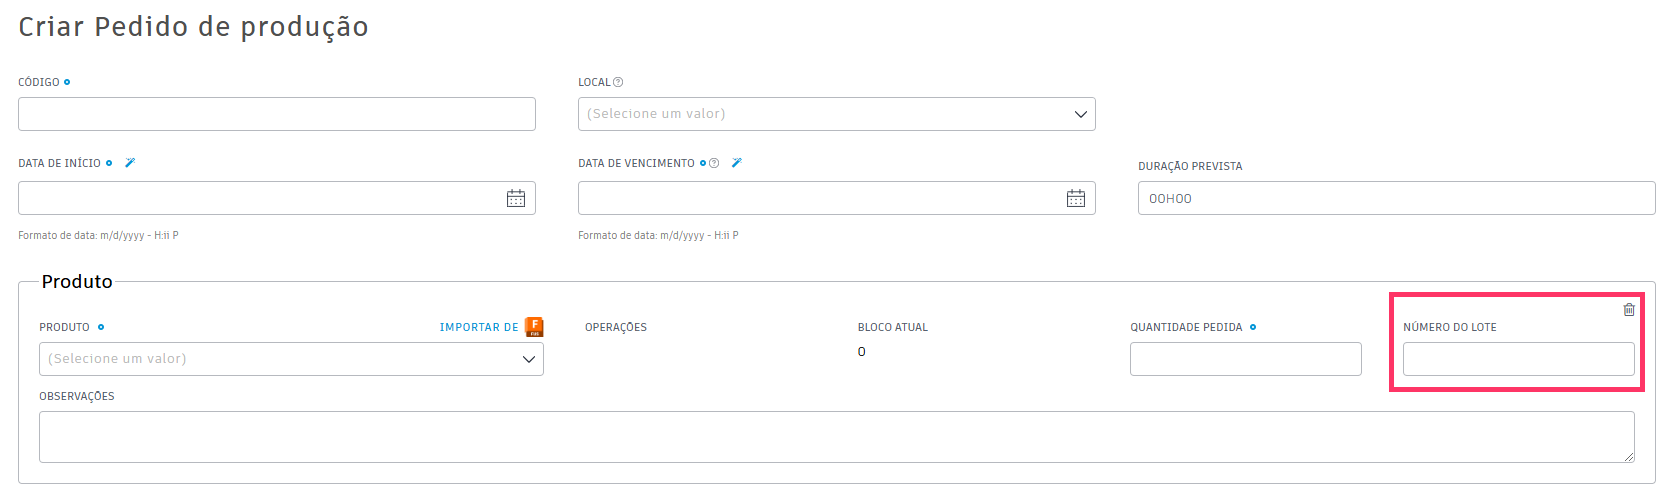 Criar Pedido de produção
CÓDIGO
LOCAL
(Selecione um valor)
DATA DE INÍCIO
DATA DE VENCIMENTO
DURAÇÃO PREVISTA
00H00
Formato de data: m/d/yyyy - H:ii P
Formato de data: m/d/yyyy - H:ii P
Produto
PRODUTO
IMPORTAR DE
F
OPERAÇÕES
BLOCO ATUAL
QUANTIDADE PEDIDA
NÚMERO DO LOTE
(Selecione um valor)
0
OBSERVAÇÕES